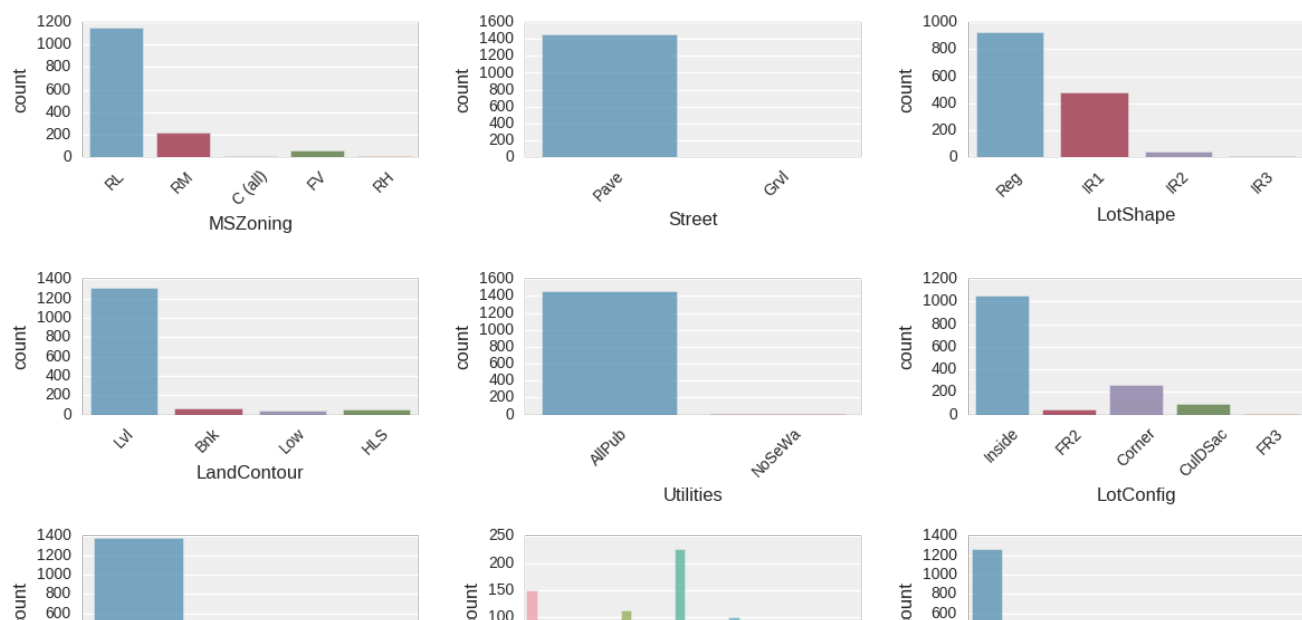 1200
1000
800
600
400
200
0
count
RL RM C (all) FV RH
MSZoning
1600
1400
1200
1000
800
600
400
200
0
count
Pave Grvl
Street
1000
800
600
400
200
0
count
Reg IR1 IR2 IR3
LotShape
1400
1200
1000
800
600
400
200
0
count
Lvl Bnk Low HLS
LandContour
1600
1400
1200
1000
800
600
400
200
0
count
AllPub NoSeWa
Utilities
1200
1000
800
600
400
200
0
count
Inside FR2 Corner CulDSac FR3
LotConfig
1400
1200
1000
800
600
count
250
200
150
100
count
1400
1200
1000
800
600
count